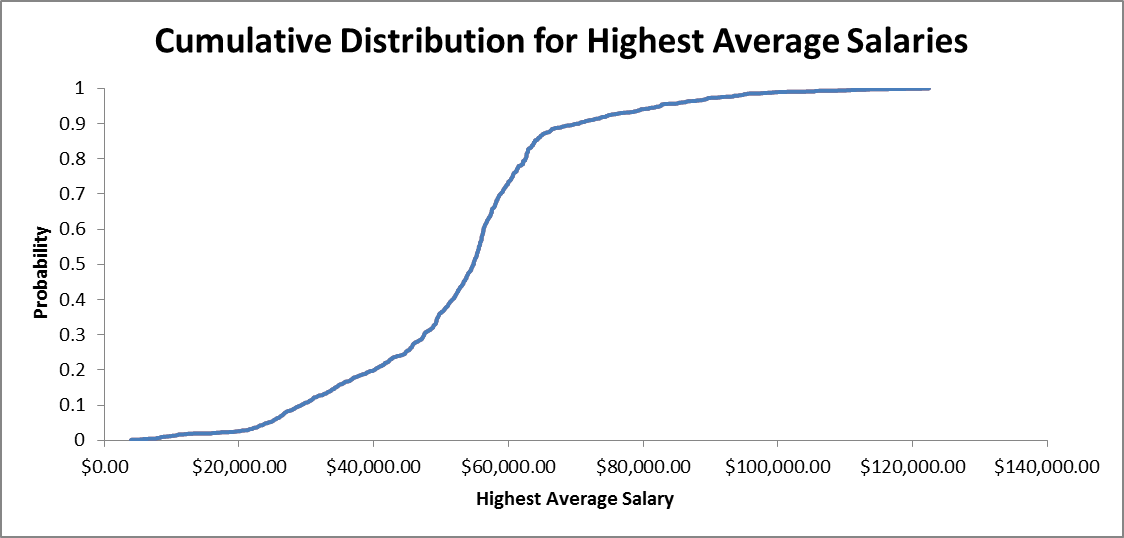 Cumulative Distribution for Highest Average Salaries
1
0.9
0.8
0.7
0.6
0.5
0.4
0.3
0.2
0.1
0
Probability
$0.00 $20,000.00 $40,000.00 $60,000.00 $80,000.00 $100,000.00 $120,000.00 $140,000.00
Highest Average Salary